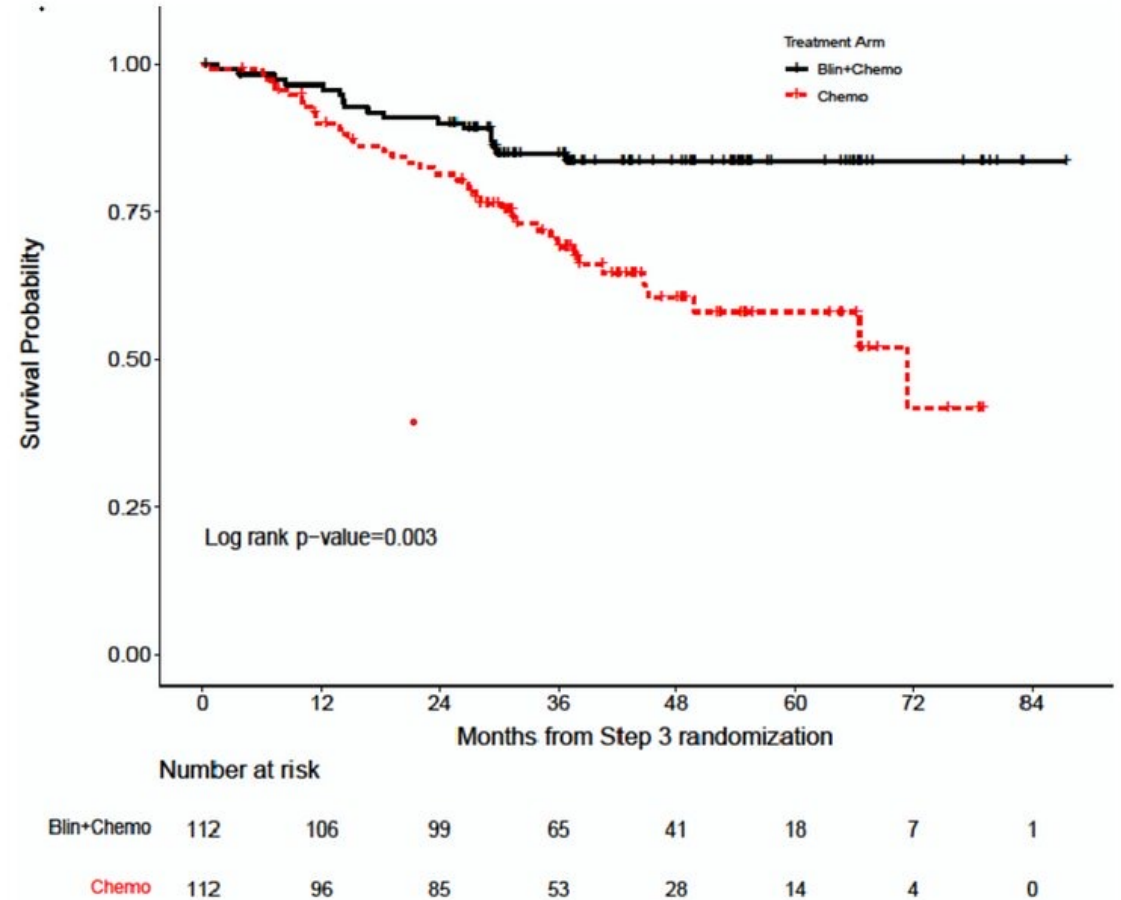 Treatment Arm
Blin+Chemo
Chemo
1.00
0.75
0.50
0.25
0.00
Survival Probability
Log rank p-value=0.003
0 12 24 36 48 60 72 84
Months from Step 3 randomization
Number at risk
Blin+Chemo 112 106 99 65 41 18 7 1
Chemo 112 96 85 53 28 14 4 0